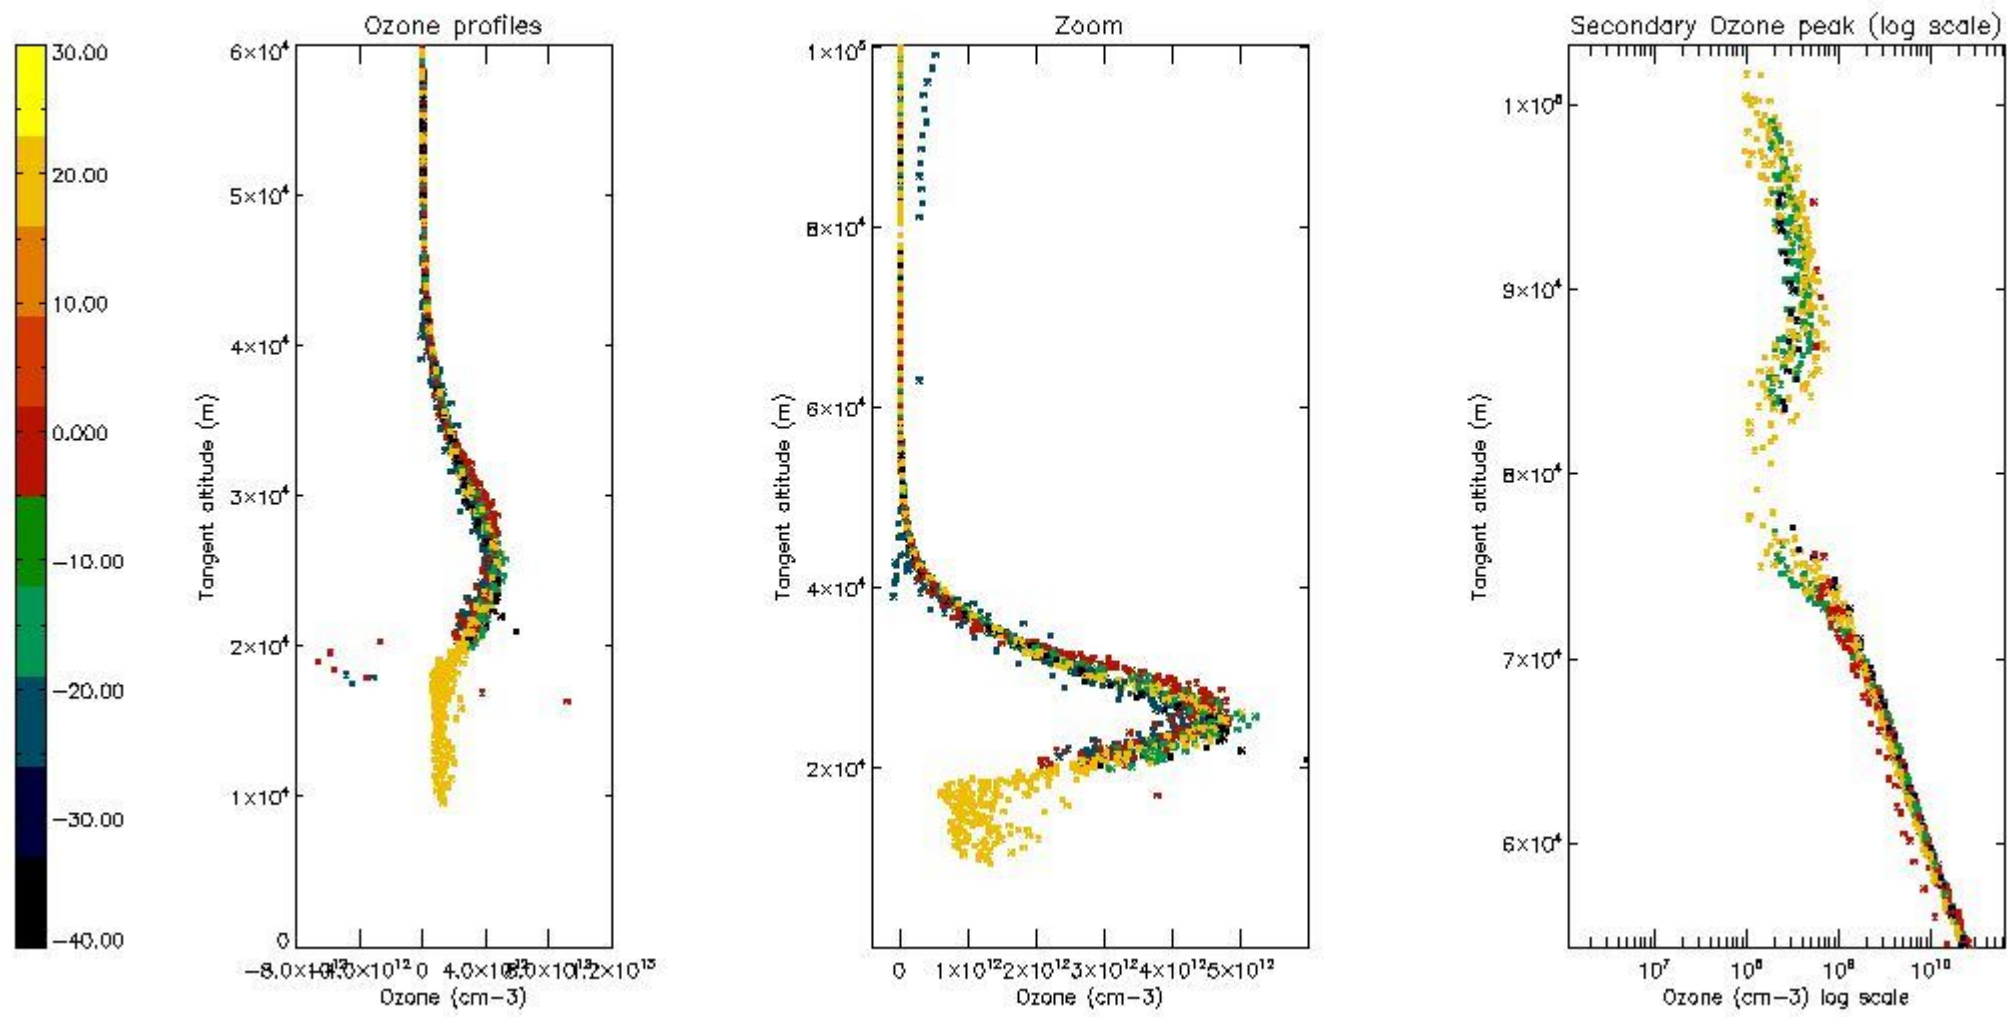 Ozone profiles
Zoom
Secondary Ozone peak (log scale)
30.00
20.00
10.00
0.000
−10.00
−20.00
−30.00
−40.00
6×10⁴
5×10⁴
4×10⁴
3×10⁴
2×10⁴
1×10⁴
0
Tangent altitude (m)
0
Ozone (cm−3)
1×10⁵
8×10⁴
6×10⁴
4×10⁴
2×10⁴
Tangent altitude (m)
0 1×10¹² 2×10¹² 3×10¹² 4×10¹² 5×10¹²
Ozone (cm−3)
9×10⁴
8×10⁴
7×10⁴
6×10⁴
Tangent altitude (m)
10⁷ 10⁸ 10⁹ 10¹⁰
Ozone (cm−3) log scale